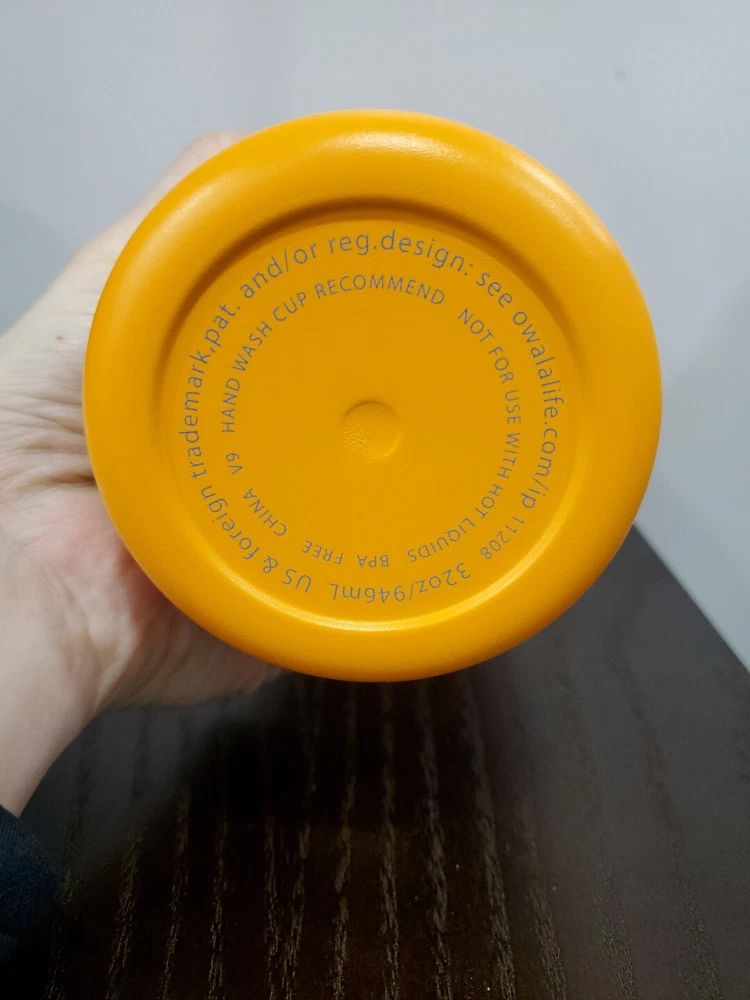 US & foreign trademark,pat. and/or reg.design: see owalalife.com/ip 11208 32oz/946mL
HAND WASH CUP RECOMMEND NOT FOR USE WITH HOT LIQUIDS BPA FREE CHINA V9